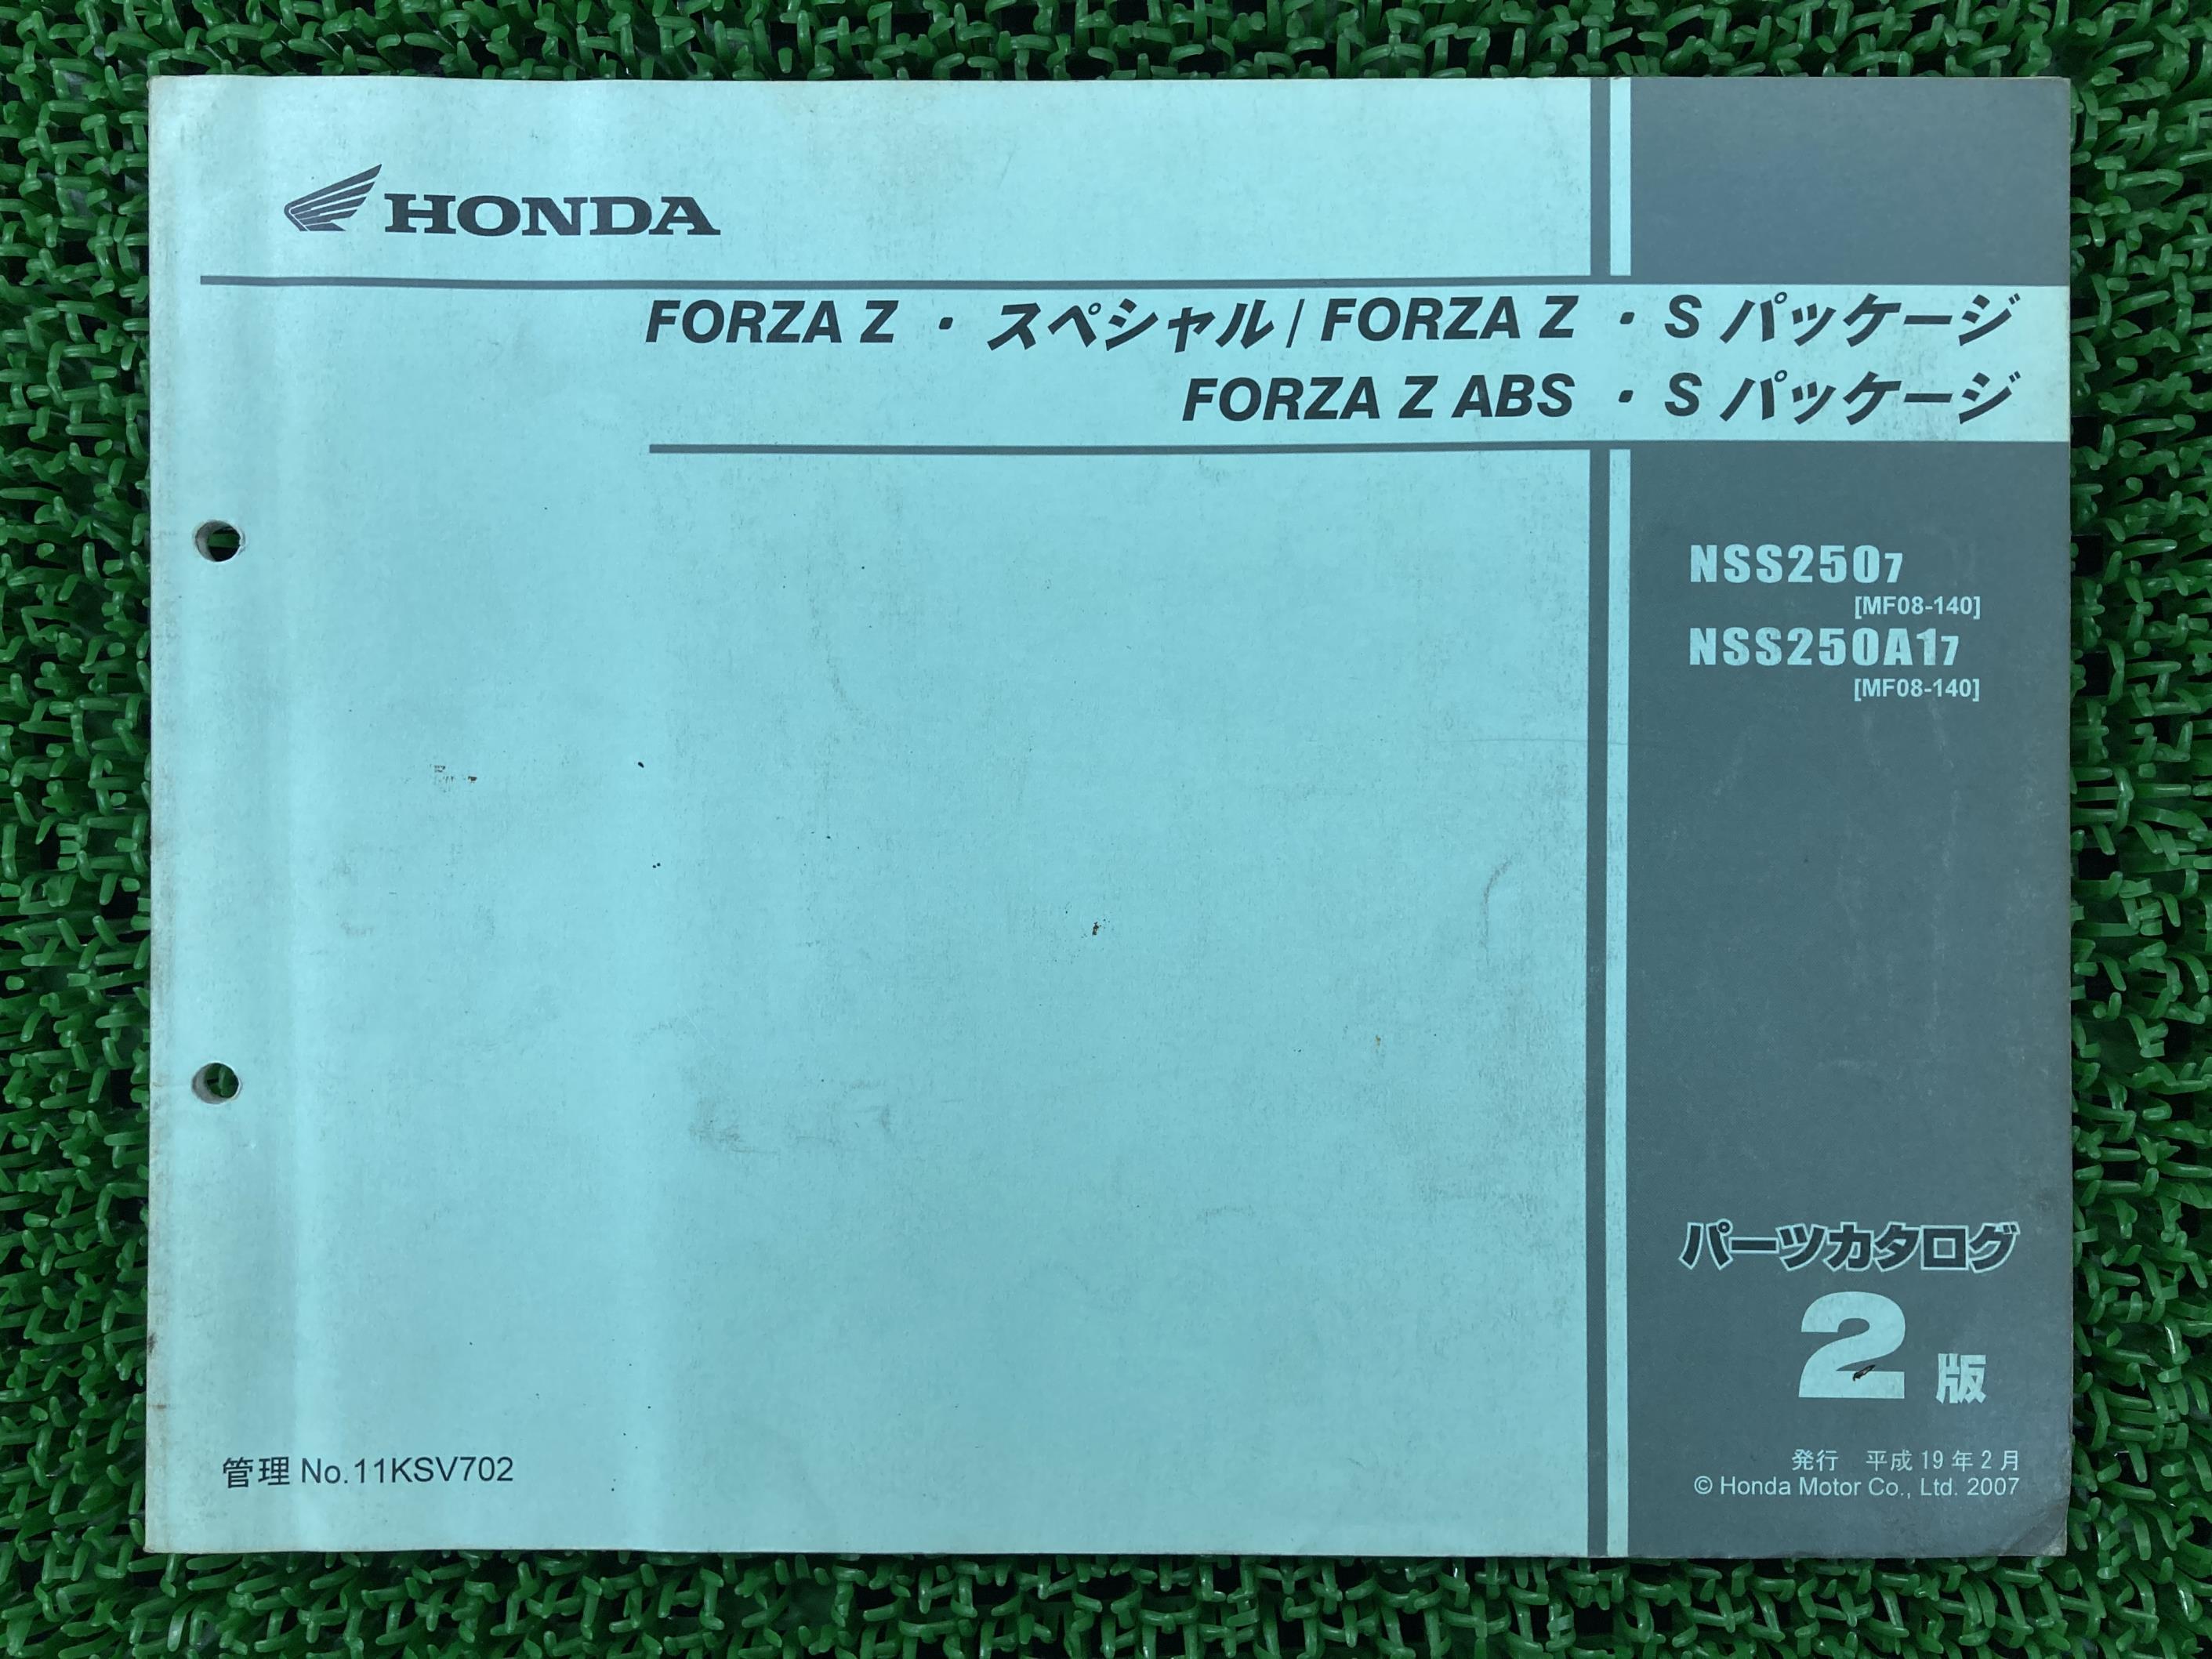 HONDA
FORZA Z ・ スペシャル / FORZA Z ・ S パッケージ
FORZA Z ABS ・ S パッケージ
NSS2507
[MF08-140]
NSS250A17
[MF08-140]
パーツカタログ
2 版
管理 No.11KSV702
発行 平成 19 年 2 月
© Honda Motor Co., Ltd. 2007